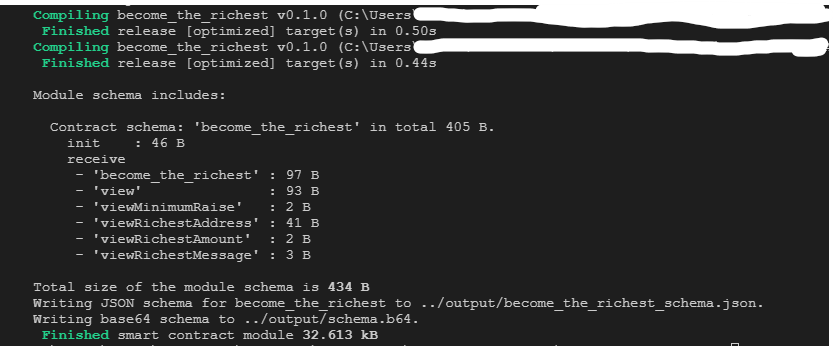 Compiling become_the_richest v0.1.0 (C:\Users
Finished release [optimized] target(s) in 0.50s
Compiling become_the_richest v0.1.0 (C:\Users
Finished release [optimized] target(s) in 0.44s
Module schema includes:
Contract schema: 'become_the_richest' in total 405 B.
init    : 46 B
receive
- 'become_the_richest' : 97 B
- 'view'               : 93 B
- 'viewMinimumRaise'   : 2 B
- 'viewRichestAddress' : 41 B
- 'viewRichestAmount'  : 2 B
- 'viewRichestMessage' : 3 B
Total size of the module schema is 434 B
Writing JSON schema for become_the_richest to ../output/become_the_richest_schema.json.
Writing base64 schema to ../output/schema.b64.
Finished smart contract module 32.613 kB